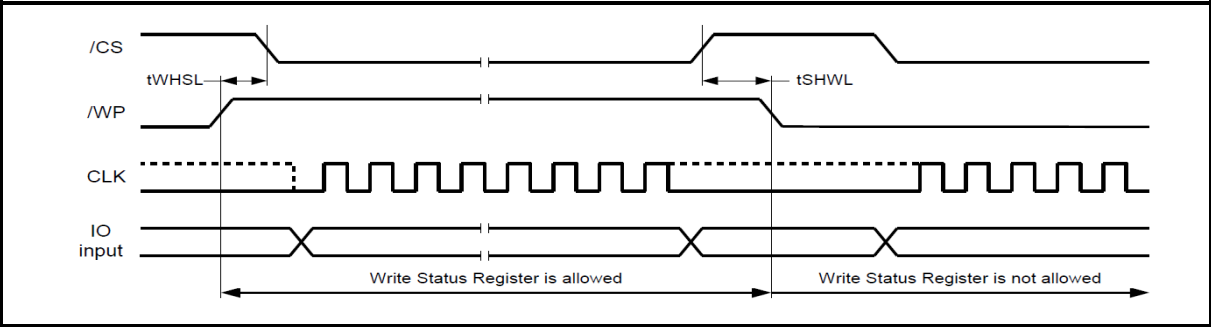 /CS
tWHSL
tSHWL
/WP
CLK
IO
input
Write Status Register is allowed
Write Status Register is not allowed